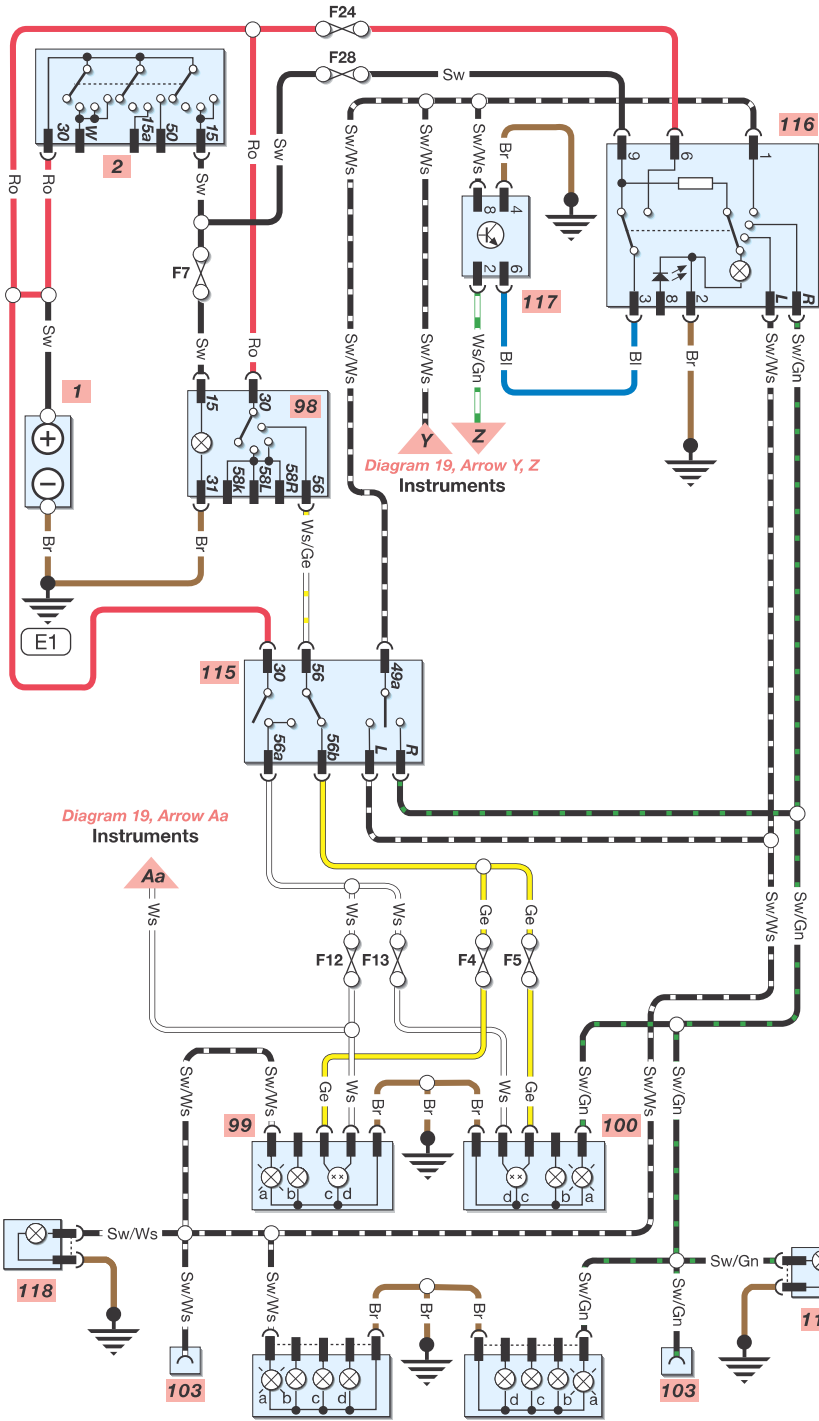 F24
F28
Sw
30 W 15a 50 15
2
Ro
Ro
Ro
Sw
Sw
Sw/Ws
Sw/Ws
Sw/Ws
Br
8 4
2 6
117
116
9 6 1
3 8 2 L R
F7
Sw
Sw
Ro
1
+
−
Br
15 30
98
31 58k 58L 58R 56
Br
Ws/Ge
E1
Sw/Ws
Sw/Ws
Ws/Gn
Bl
Bl
Br
Sw/Ws
Sw/Gn
Y
Z
Diagram 19, Arrow Y, Z
Instruments
115
30 56 49a
56a 56b L R
Diagram 19, Arrow Aa
Instruments
Aa
Ws
Ws
Ws
Ge
Ge
Sw/Ws
Sw/Gn
F12
F13
F4
F5
Sw/Ws
Sw/Ws
Ge
Ws
Br
Br
Br
Ws
Ge
Sw/Gn
Sw/Ws
Sw/Gn
99
100
a b c d
d c b a
Sw/Ws
118
Sw/Gn
11
Sw/Ws
Sw/Ws
Br
Br
Br
Sw/Gn
Sw/Gn
103
a b c d
d c b a
103